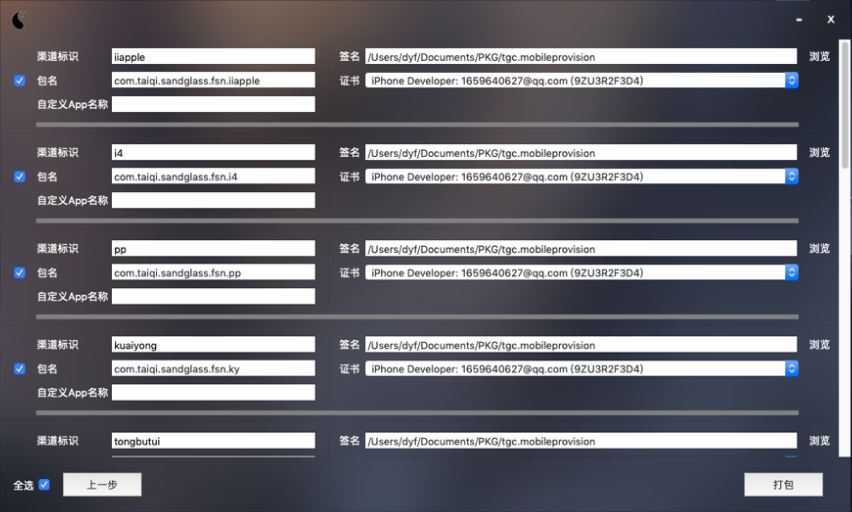 - x
渠道标识 iiapple 签名 /Users/dyf/Documents/PKG/tgc.mobileprovision 浏览
包名 com.taiqi.sandglass.fsn.iiapple 证书 iPhone Developer: 1659640627@qq.com (9ZU3R2F3D4)
自定义App名称
渠道标识 i4 签名 /Users/dyf/Documents/PKG/tgc.mobileprovision 浏览
包名 com.taiqi.sandglass.fsn.i4 证书 iPhone Developer: 1659640627@qq.com (9ZU3R2F3D4)
自定义App名称
渠道标识 pp 签名 /Users/dyf/Documents/PKG/tgc.mobileprovision 浏览
包名 com.taiqi.sandglass.fsn.pp 证书 iPhone Developer: 1659640627@qq.com (9ZU3R2F3D4)
自定义App名称
渠道标识 kuaiyong 签名 /Users/dyf/Documents/PKG/tgc.mobileprovision 浏览
包名 com.taiqi.sandglass.fsn.ky 证书 iPhone Developer: 1659640627@qq.com (9ZU3R2F3D4)
自定义App名称
渠道标识 tongbutui 签名 /Users/dyf/Documents/PKG/tgc.mobileprovision 浏览
全选 上一步 打包